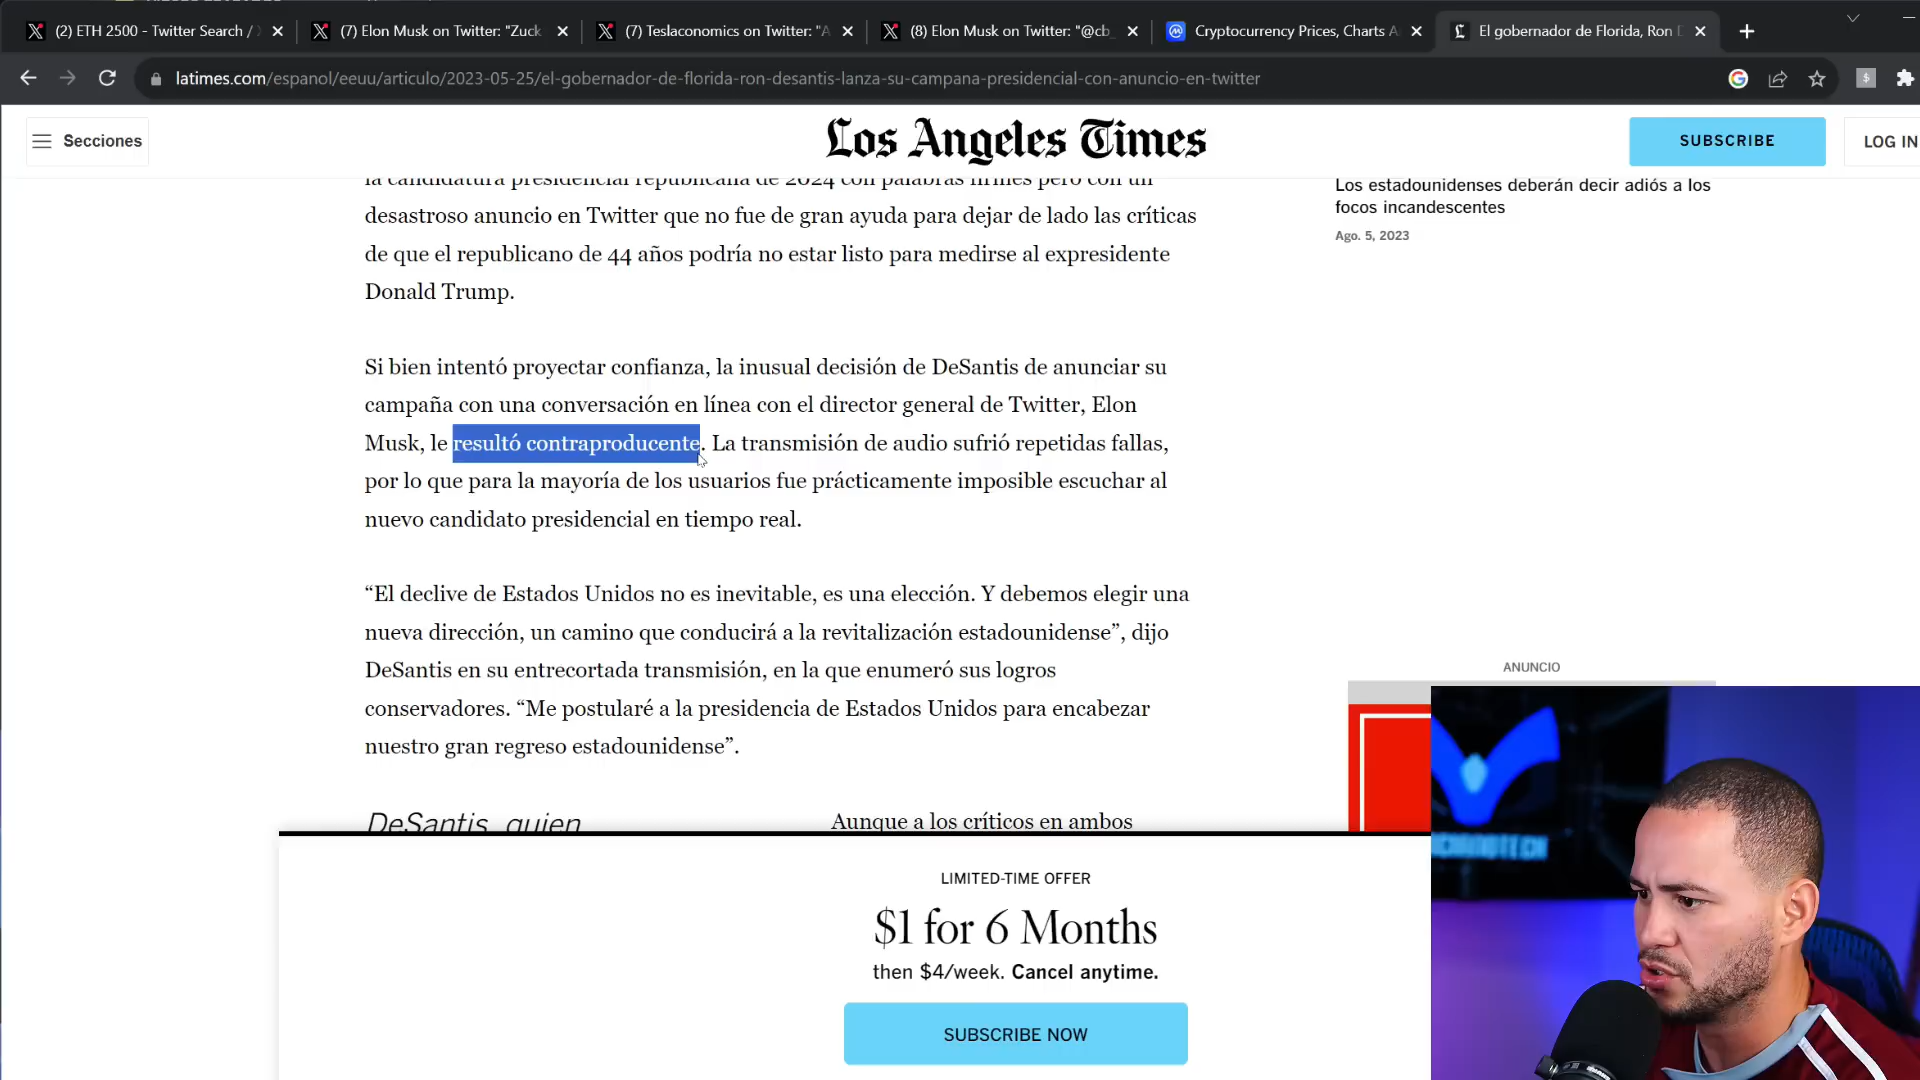 (2) ETH 2500 - Twitter Search /
(7) Elon Musk on Twitter: "Zuck
(7) Teslaconomics on Twitter: "A
(8) Elon Musk on Twitter: "@cb_
Cryptocurrency Prices, Charts A
El gobernador de Florida, Ron D
latimes.com/espanol/eeuu/articulo/2023-05-25/el-gobernador-de-florida-ron-desantis-lanza-su-campana-presidencial-con-anuncio-en-twitter
Secciones
Los Angeles Times
SUBSCRIBE
LOG IN
la candidatura presidencial republicana de 2024 con palabras firmes pero con un
desastroso anuncio en Twitter que no fue de gran ayuda para dejar de lado las críticas
de que el republicano de 44 años podría no estar listo para medirse al expresidente
Donald Trump.
Los estadounidenses deberán decir adiós a los
focos incandescentes
Ago. 5, 2023
Si bien intentó proyectar confianza, la inusual decisión de DeSantis de anunciar su
campaña con una conversación en línea con el director general de Twitter, Elon
Musk, le resultó contraproducente. La transmisión de audio sufrió repetidas fallas,
por lo que para la mayoría de los usuarios fue prácticamente imposible escuchar al
nuevo candidato presidencial en tiempo real.
“El declive de Estados Unidos no es inevitable, es una elección. Y debemos elegir una
nueva dirección, un camino que conducirá a la revitalización estadounidense”, dijo
DeSantis en su entrecortada transmisión, en la que enumeró sus logros
conservadores. “Me postularé a la presidencia de Estados Unidos para encabezar
nuestro gran regreso estadounidense”.
ANUNCIO
DeSantis, quien
Aunque a los críticos en ambos
LIMITED-TIME OFFER
$1 for 6 Months
then $4/week. Cancel anytime.
SUBSCRIBE NOW